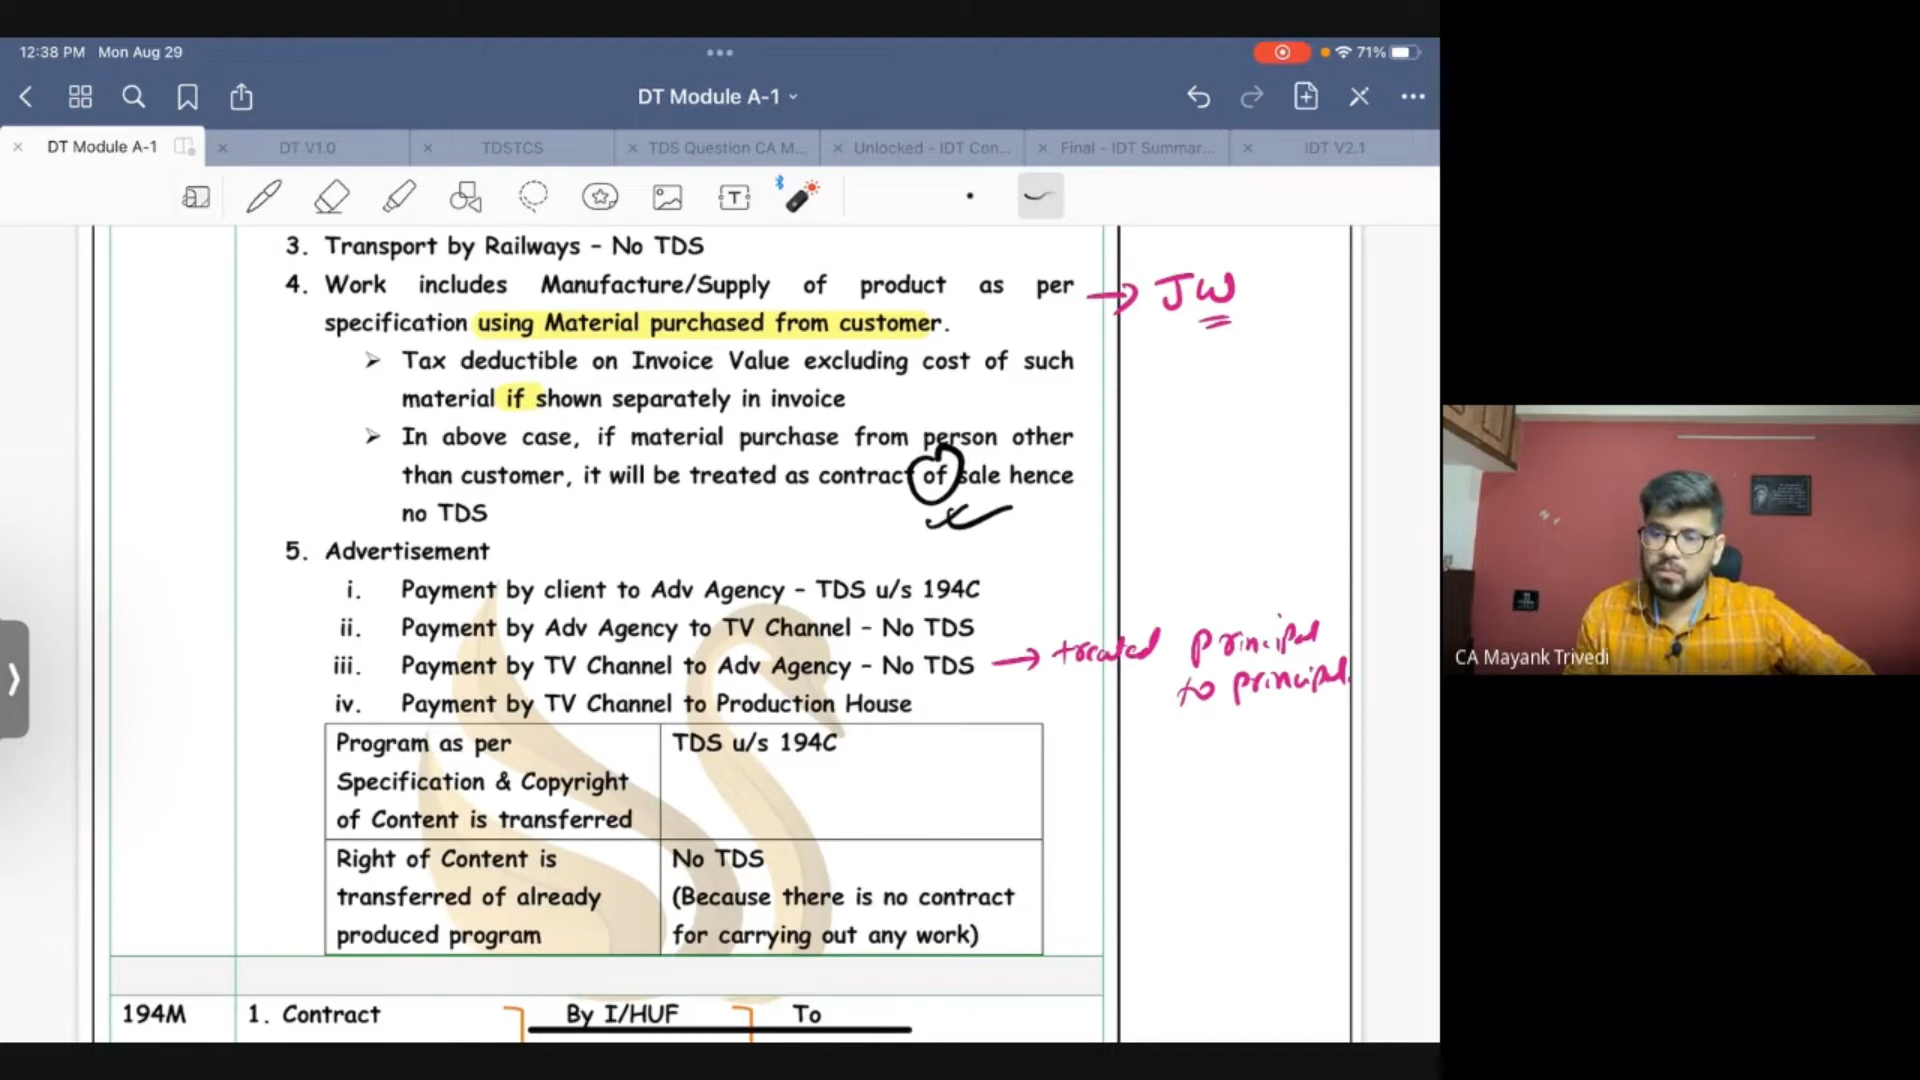 12:38 PM Mon Aug 29
71%
DT Module A-1
DT Module A-1
DT V1.0
TDSTCS
TDS Question CA M...
Unlocked - IDT Con...
Final - IDT Summar...
IDT V2.1
3. Transport by Railways – No TDS
4. Work includes Manufacture/Supply of product as per
specification using Material purchased from customer.
→ JW
➢ Tax deductible on Invoice Value excluding cost of such
material if shown separately in invoice
➢ In above case, if material purchase from person other
than customer, it will be treated as contract of sale hence
no TDS
5. Advertisement
i. Payment by client to Adv Agency – TDS u/s 194C
ii. Payment by Adv Agency to TV Channel – No TDS
iii. Payment by TV Channel to Adv Agency – No TDS
→ treated principal
to principal.
iv. Payment by TV Channel to Production House
Program as per
Specification & Copyright
of Content is transferred
TDS u/s 194C
Right of Content is
transferred of already
produced program
No TDS
(Because there is no contract
for carrying out any work)
194M
1. Contract
By I/HUF
To
CA Mayank Trivedi